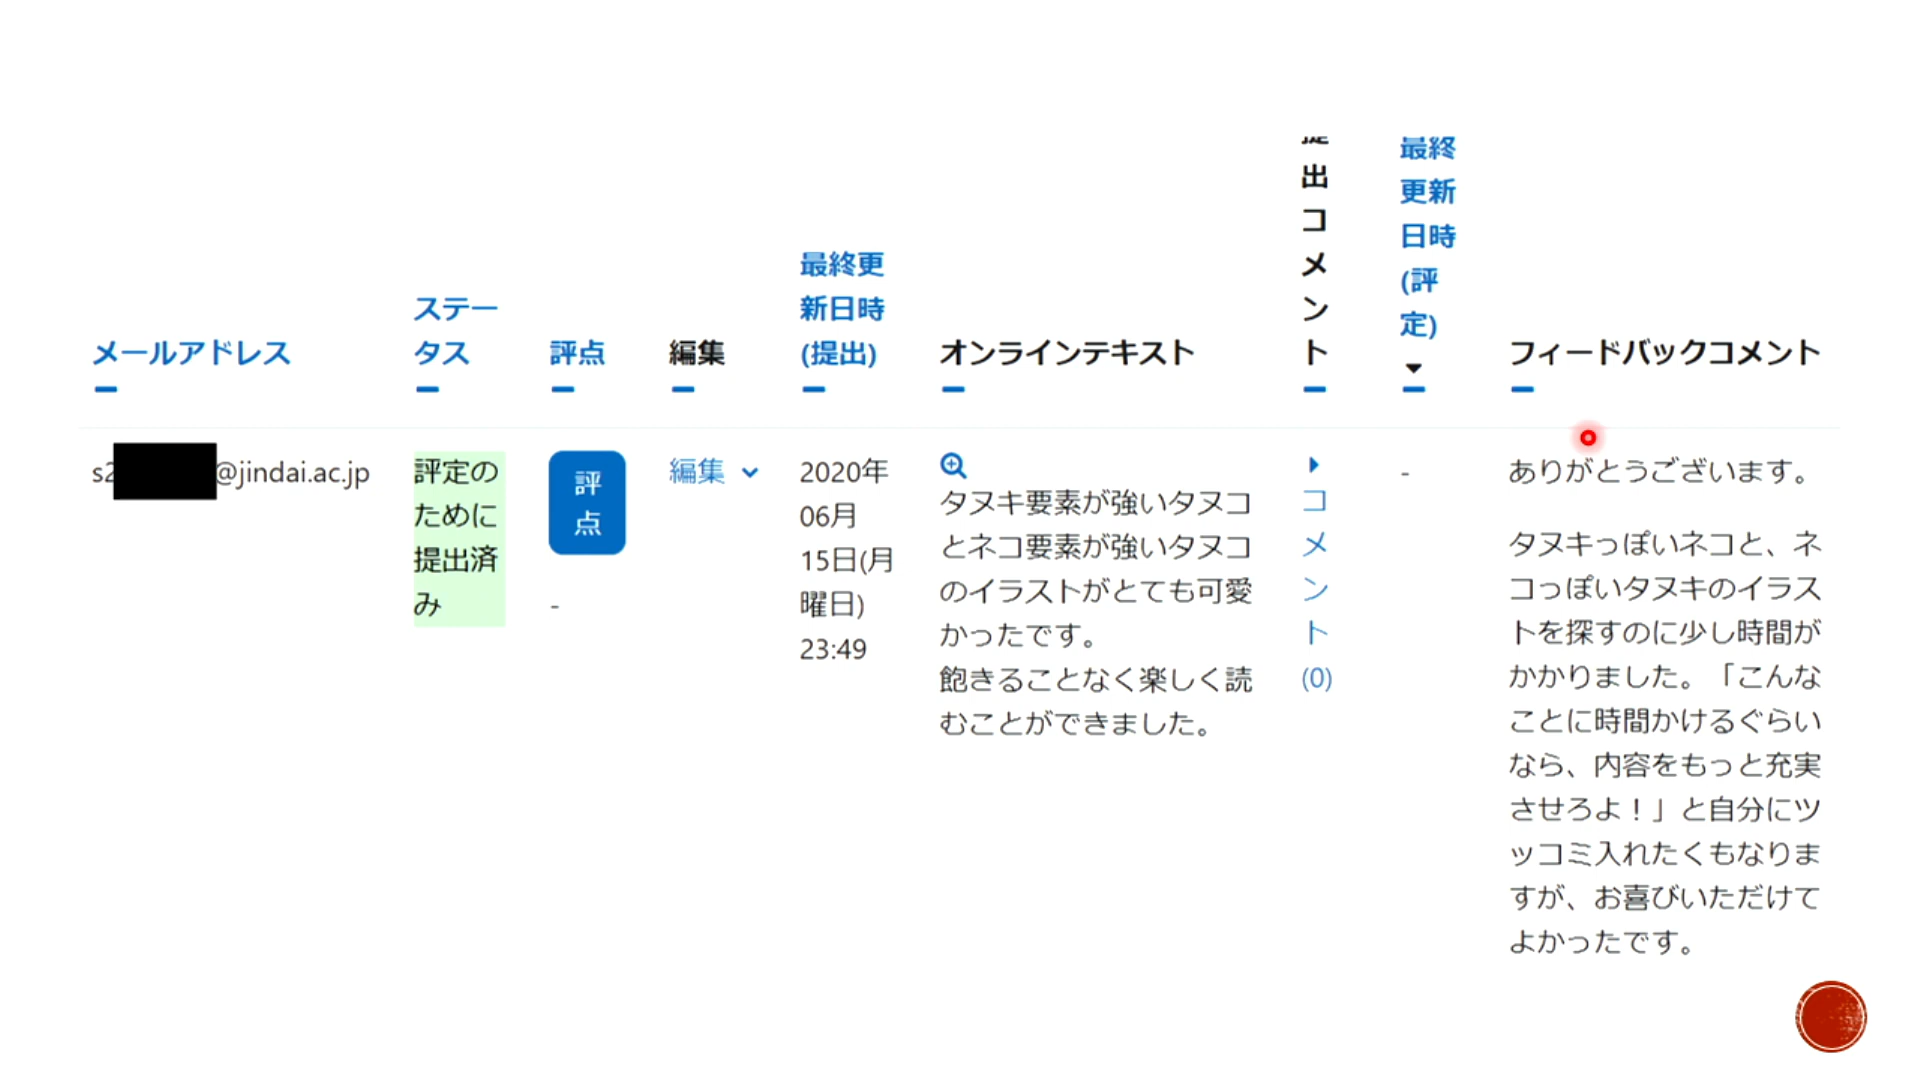 メールアドレス
ステー
タス
評点
編集
最終更
新日時
(提出)
オンラインテキスト
提
出
コ
メ
ン
ト
最終
更新
日時
(評
定)
フィードバックコメント
s2
@jindai.ac.jp
評定の
ために
提出済
み
評
点
-
編集
2020年
06月
15日(月
曜日)
23:49
タヌキ要素が強いタヌコ
とネコ要素が強いタヌコ
のイラストがとても可愛
かったです。
飽きることなく楽しく読
むことができました。
コ
メ
ン
ト
(0)
-
ありがとうございます。
タヌキっぽいネコと、ネ
コっぽいタヌキのイラス
トを探すのに少し時間が
かかりました。「こんな
ことに時間かけるぐらい
なら、内容をもっと充実
させろよ！」と自分にツ
ッコミ入れたくもなりま
すが、お喜びいただけて
よかったです。